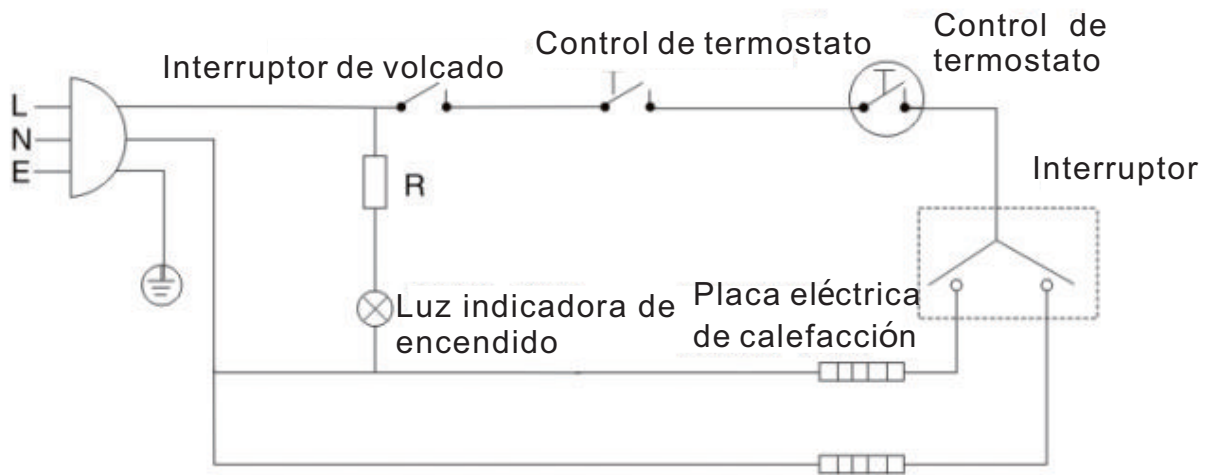 Control de termostato
Control de
termostato
Interruptor de volcado
L
N
E
R
Interruptor
Luz indicadora de
encendido
Placa eléctrica
de calefacción